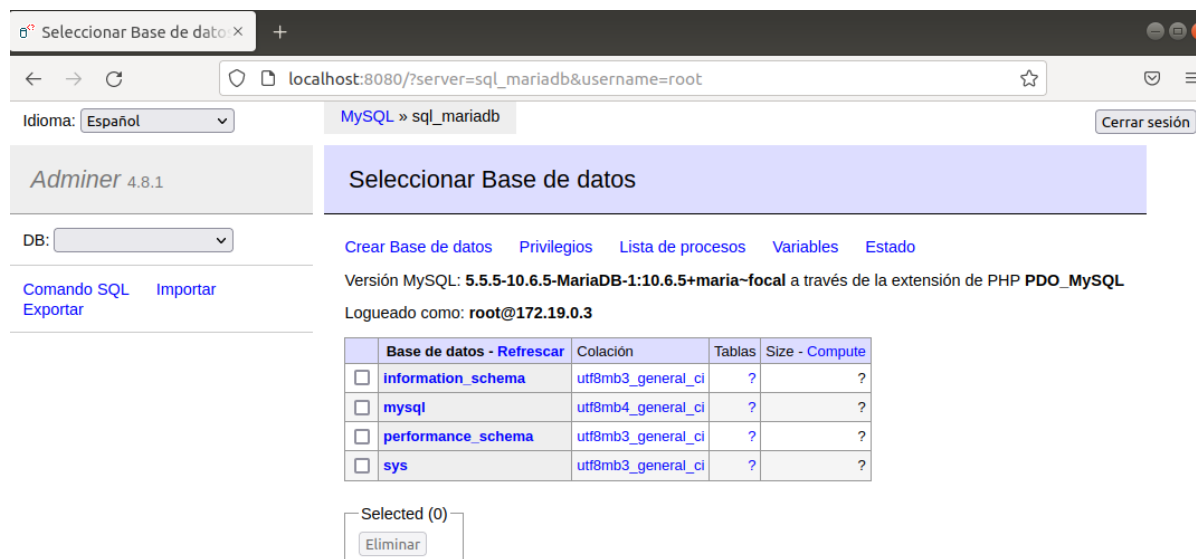 Seleccionar Base de dato
localhost:8080/?server=sql_mariadb&username=root
Idioma: Español
MySQL » sql_mariadb
Cerrar sesión
Adminer 4.8.1
Seleccionar Base de datos
DB:
Crear Base de datos Privilegios Lista de procesos Variables Estado
Comando SQL Importar
Exportar
Versión MySQL: 5.5.5-10.6.5-MariaDB-1:10.6.5+maria~focal a través de la extensión de PHP PDO_MySQL
Logueado como: root@172.19.0.3
Base de datos - Refrescar Colación Tablas Size - Compute
information_schema utf8mb3_general_ci ? ?
mysql utf8mb4_general_ci ? ?
performance_schema utf8mb3_general_ci ? ?
sys utf8mb3_general_ci ? ?
Selected (0)
Eliminar